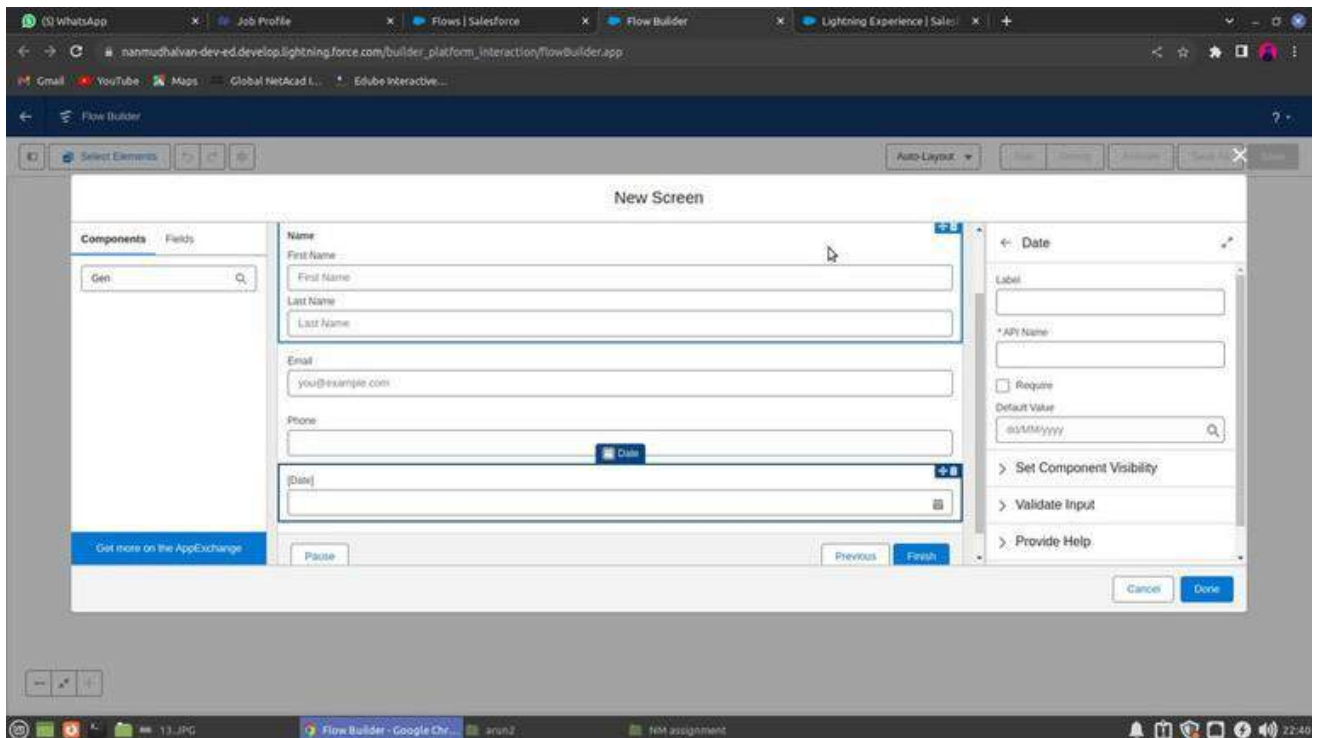 (5) WhatsApp Job Profile Flows | Salesforce Flow Builder Lightning Experience | Sales
nanmudhalvan-dev-ed.develop.lightning.force.com/builder_platform_interaction/flowBuilder.app
Gmail YouTube Maps Global NetAcad I... Edube Interactive...
Flow Builder ?
Select Elements Auto-Layout
New Screen
Components Fields
Gen
Get more on the AppExchange
Name
First Name
First Name
Last Name
Last Name
Email
you@example.com
Phone
Date
[Date]
Pause Previous Finish
Date
Label
* API Name
Require
Default Value
dd/MM/yyyy
Set Component Visibility
Validate Input
Provide Help
Cancel Done
13..JPG Flow Builder - Google Chr... arun2 NM assignment 22:40